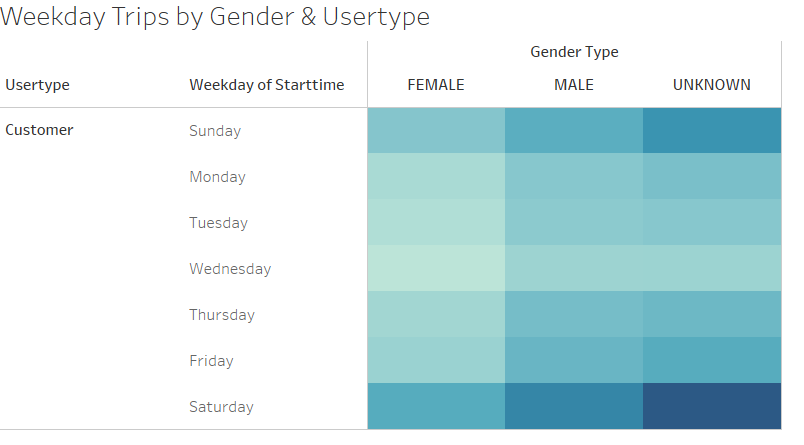 Weekday Trips by Gender & Usertype
Gender Type
Usertype Weekday of Starttime FEMALE MALE UNKNOWN
Customer Sunday
Monday
Tuesday
Wednesday
Thursday
Friday
Saturday